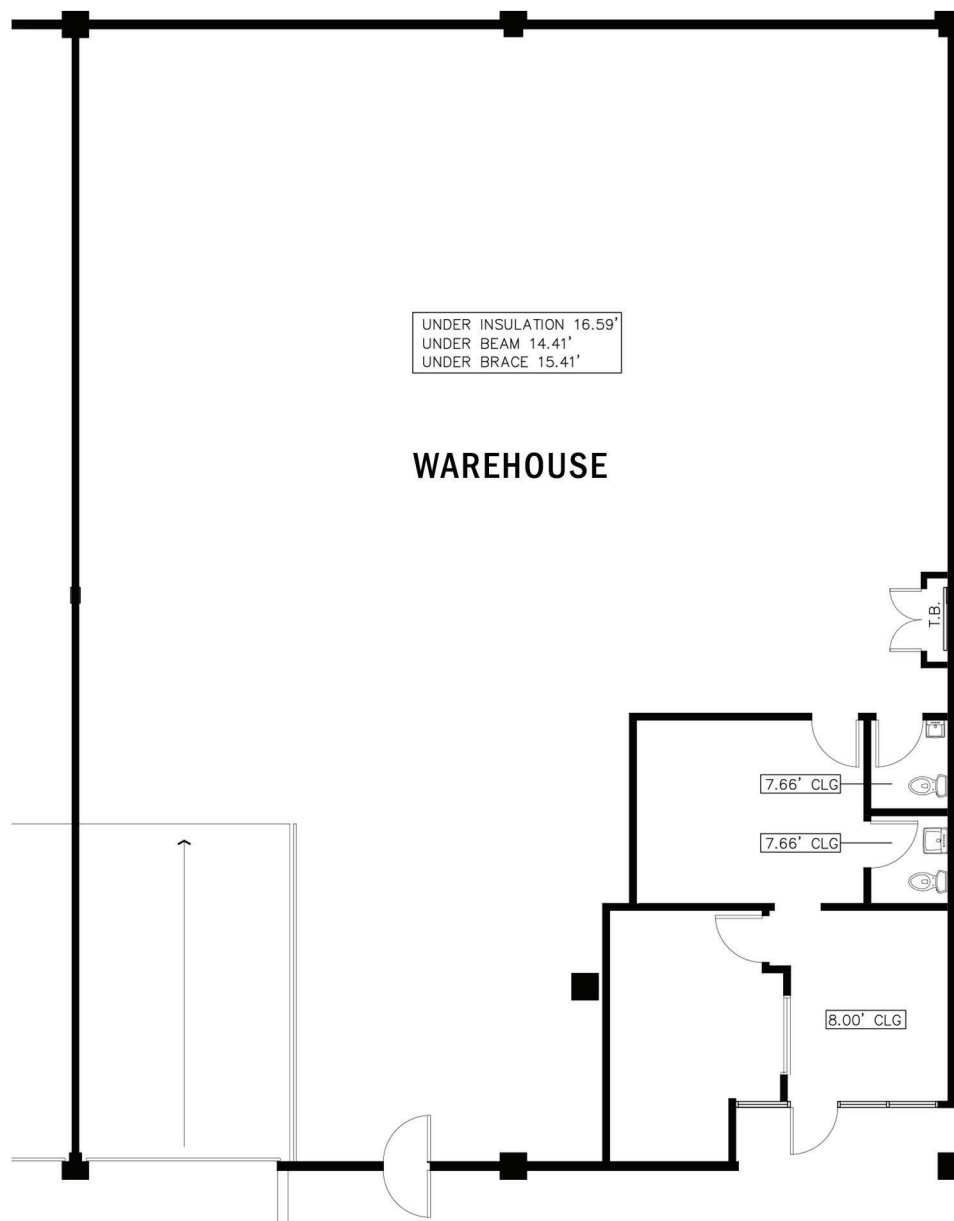 UNDER INSULATION 16.59'
UNDER BEAM 14.41'
UNDER BRACE 15.41'
WAREHOUSE
T.B.
7.66' CLG
7.66' CLG
8.00' CLG